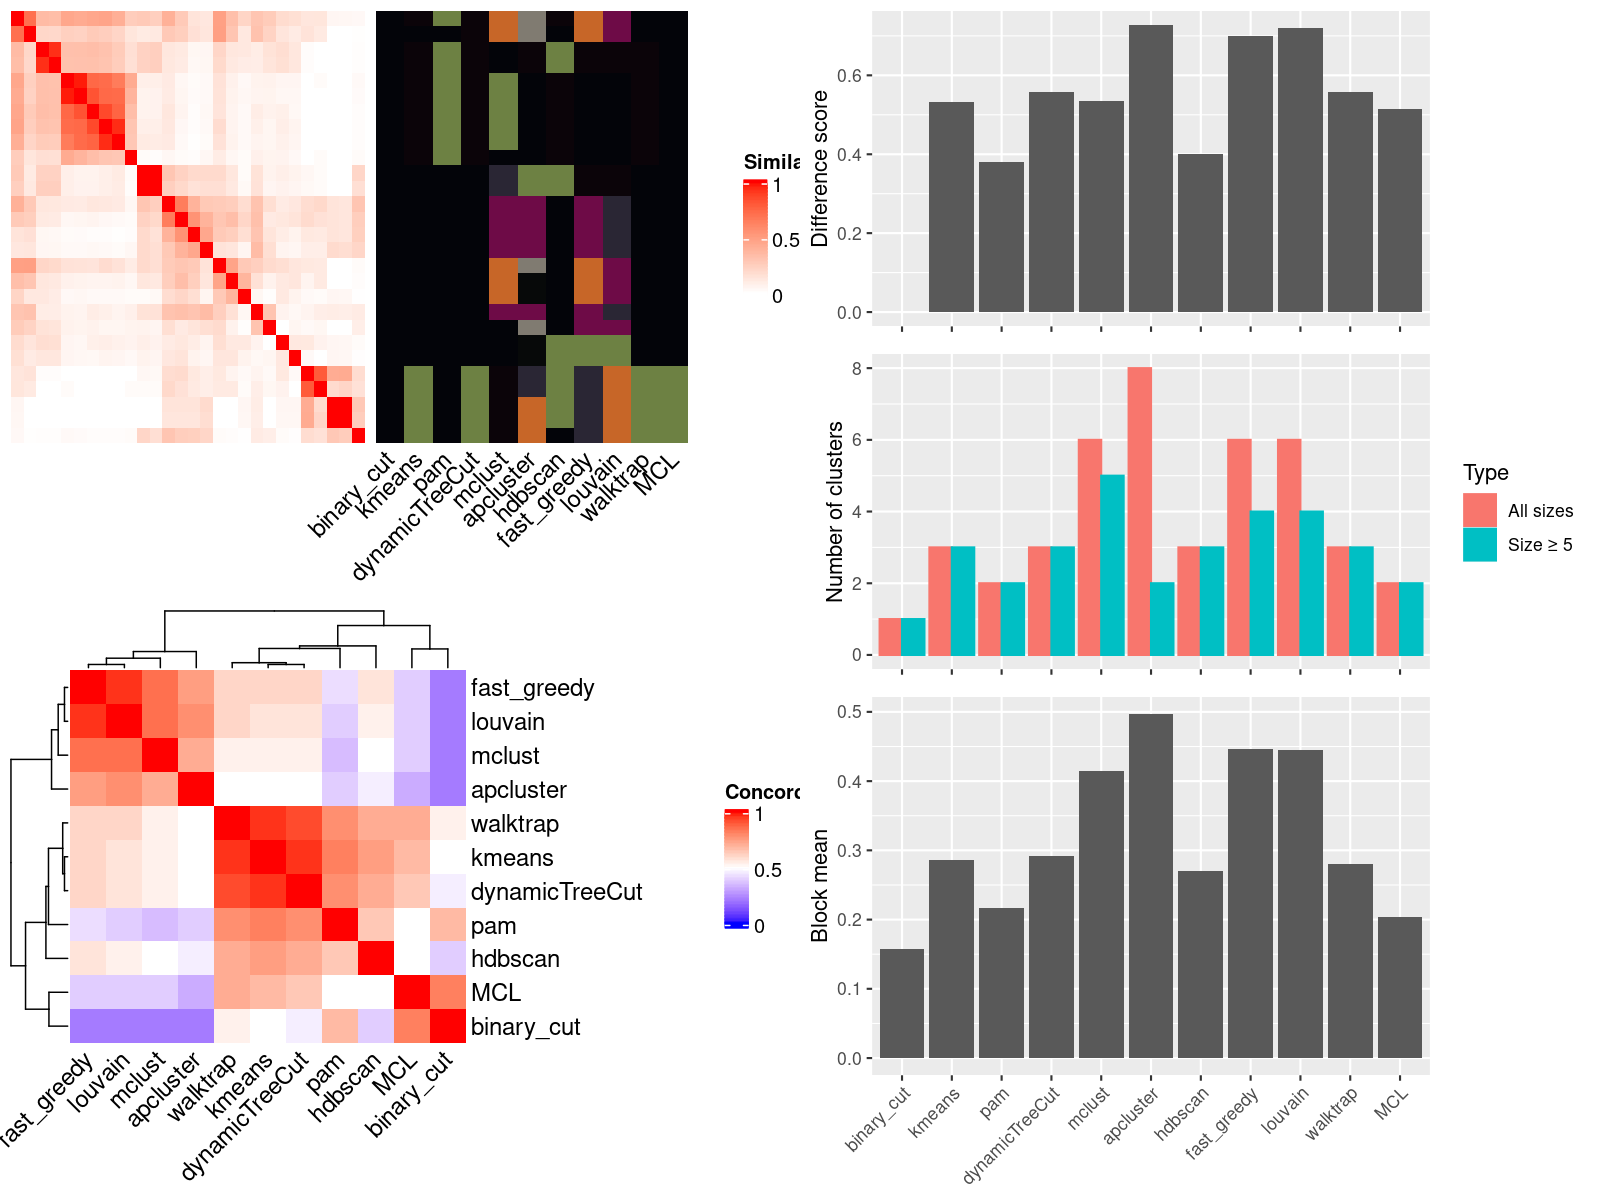 Simila
1
0.5
0
binary_cut
kmeans
pam
dynamicTreeCut
mclust
apcluster
hdbscan
fast_greedy
louvain
walktrap
MCL
Difference score
0.6
0.4
0.2
0.0
Number of clusters
8
6
4
2
0
Type
All sizes
Size ≥ 5
fast_greedy
louvain
mclust
apcluster
walktrap
kmeans
dynamicTreeCut
pam
hdbscan
MCL
binary_cut
fast_greedy
louvain
mclust
apcluster
walktrap
kmeans
dynamicTreeCut
pam
hdbscan
MCL
binary_cut
Concord
1
0.5
0
Block mean
0.5
0.4
0.3
0.2
0.1
0.0
binary_cut
kmeans
pam
dynamicTreeCut
mclust
apcluster
hdbscan
fast_greedy
louvain
walktrap
MCL